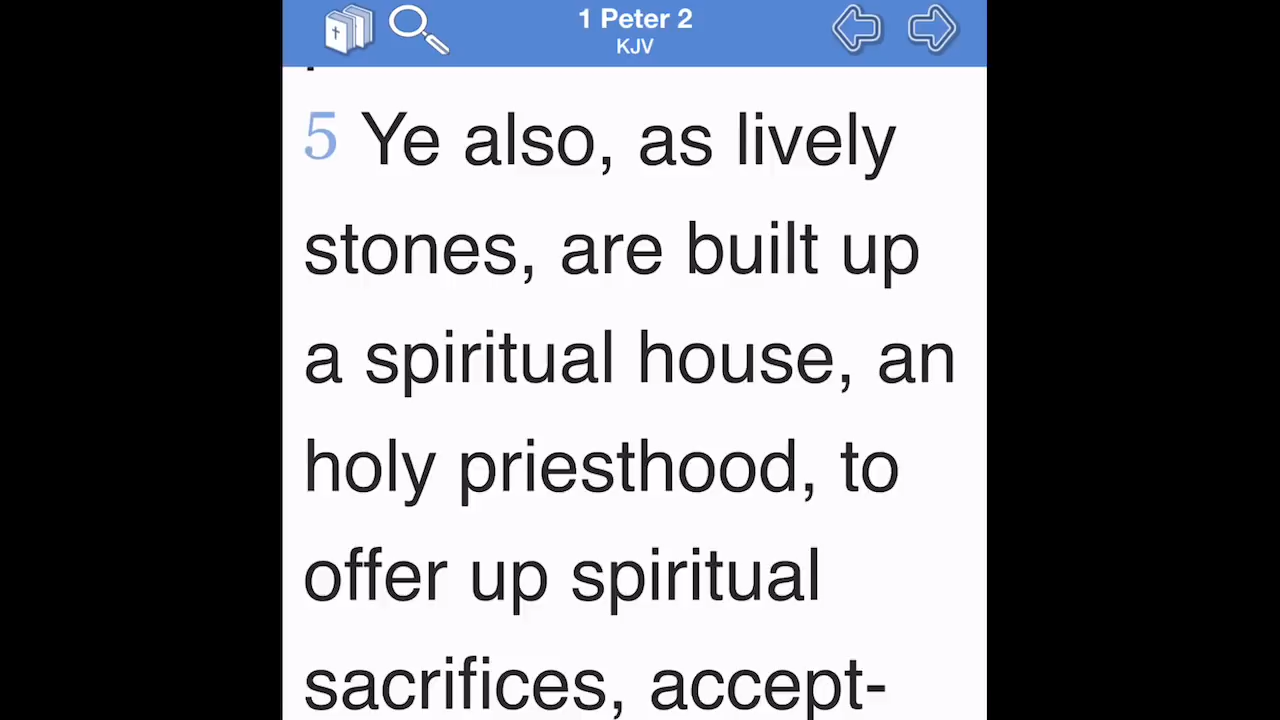 1 Peter 2
KJV
5 Ye also, as lively
stones, are built up
a spiritual house, an
holy priesthood, to
offer up spiritual
sacrifices, accept-